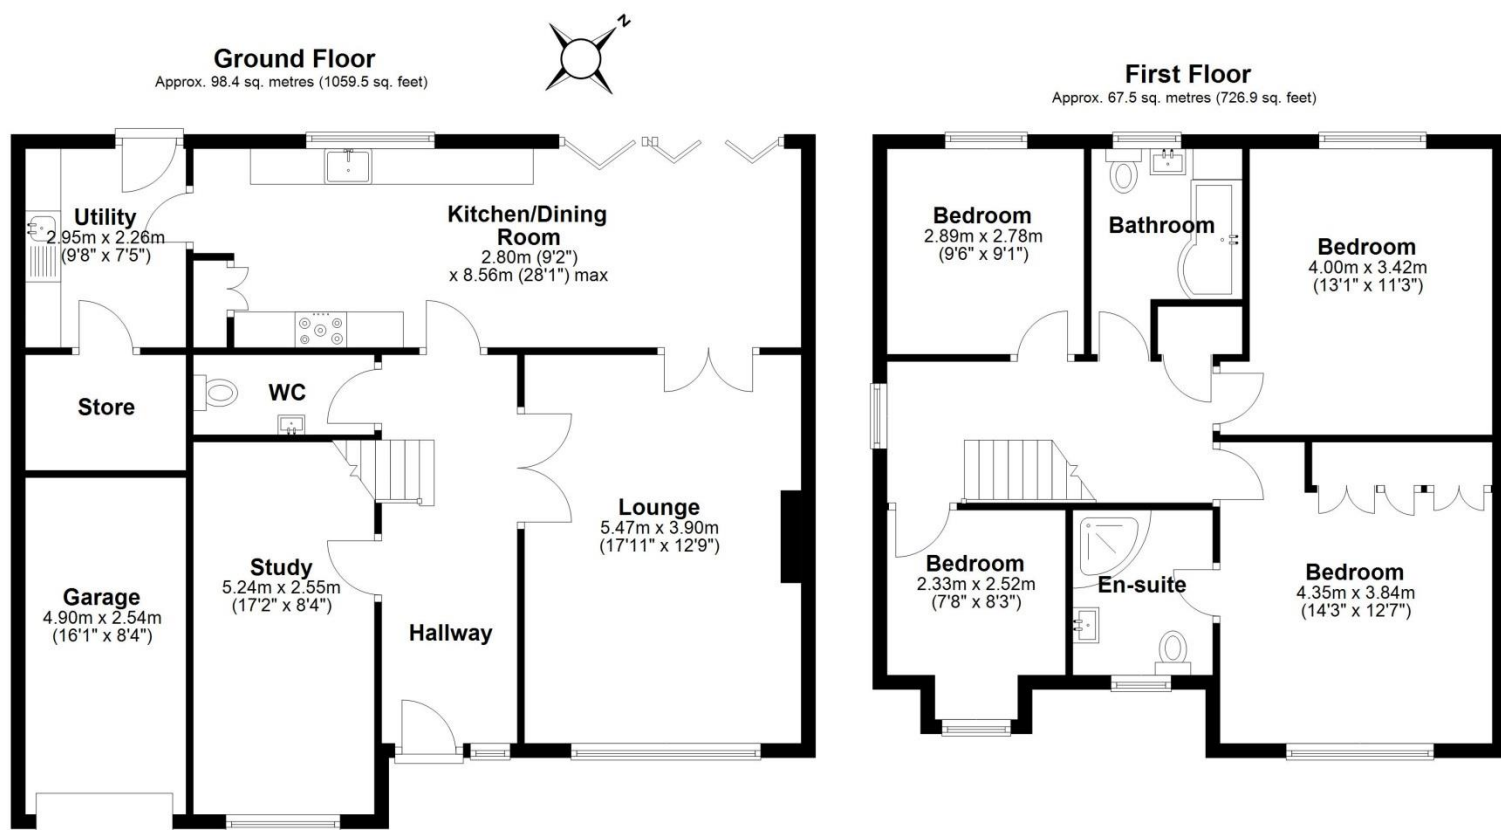 N
Ground Floor
Approx. 98.4 sq. metres (1059.5 sq. feet)
Utility
2.95m x 2.26m
(9'8" x 7'5")
Kitchen/Dining
Room
2.80m (9'2")
x 8.56m (28'1") max
Store
WC
Lounge
5.47m x 3.90m
(17'11" x 12'9")
Study
5.24m x 2.55m
(17'2" x 8'4")
Garage
4.90m x 2.54m
(16'1" x 8'4")
Hallway
First Floor
Approx. 67.5 sq. metres (726.9 sq. feet)
Bedroom
2.89m x 2.78m
(9'6" x 9'1")
Bathroom
Bedroom
4.00m x 3.42m
(13'1" x 11'3")
Bedroom
2.33m x 2.52m
(7'8" x 8'3")
En-suite
Bedroom
4.35m x 3.84m
(14'3" x 12'7")